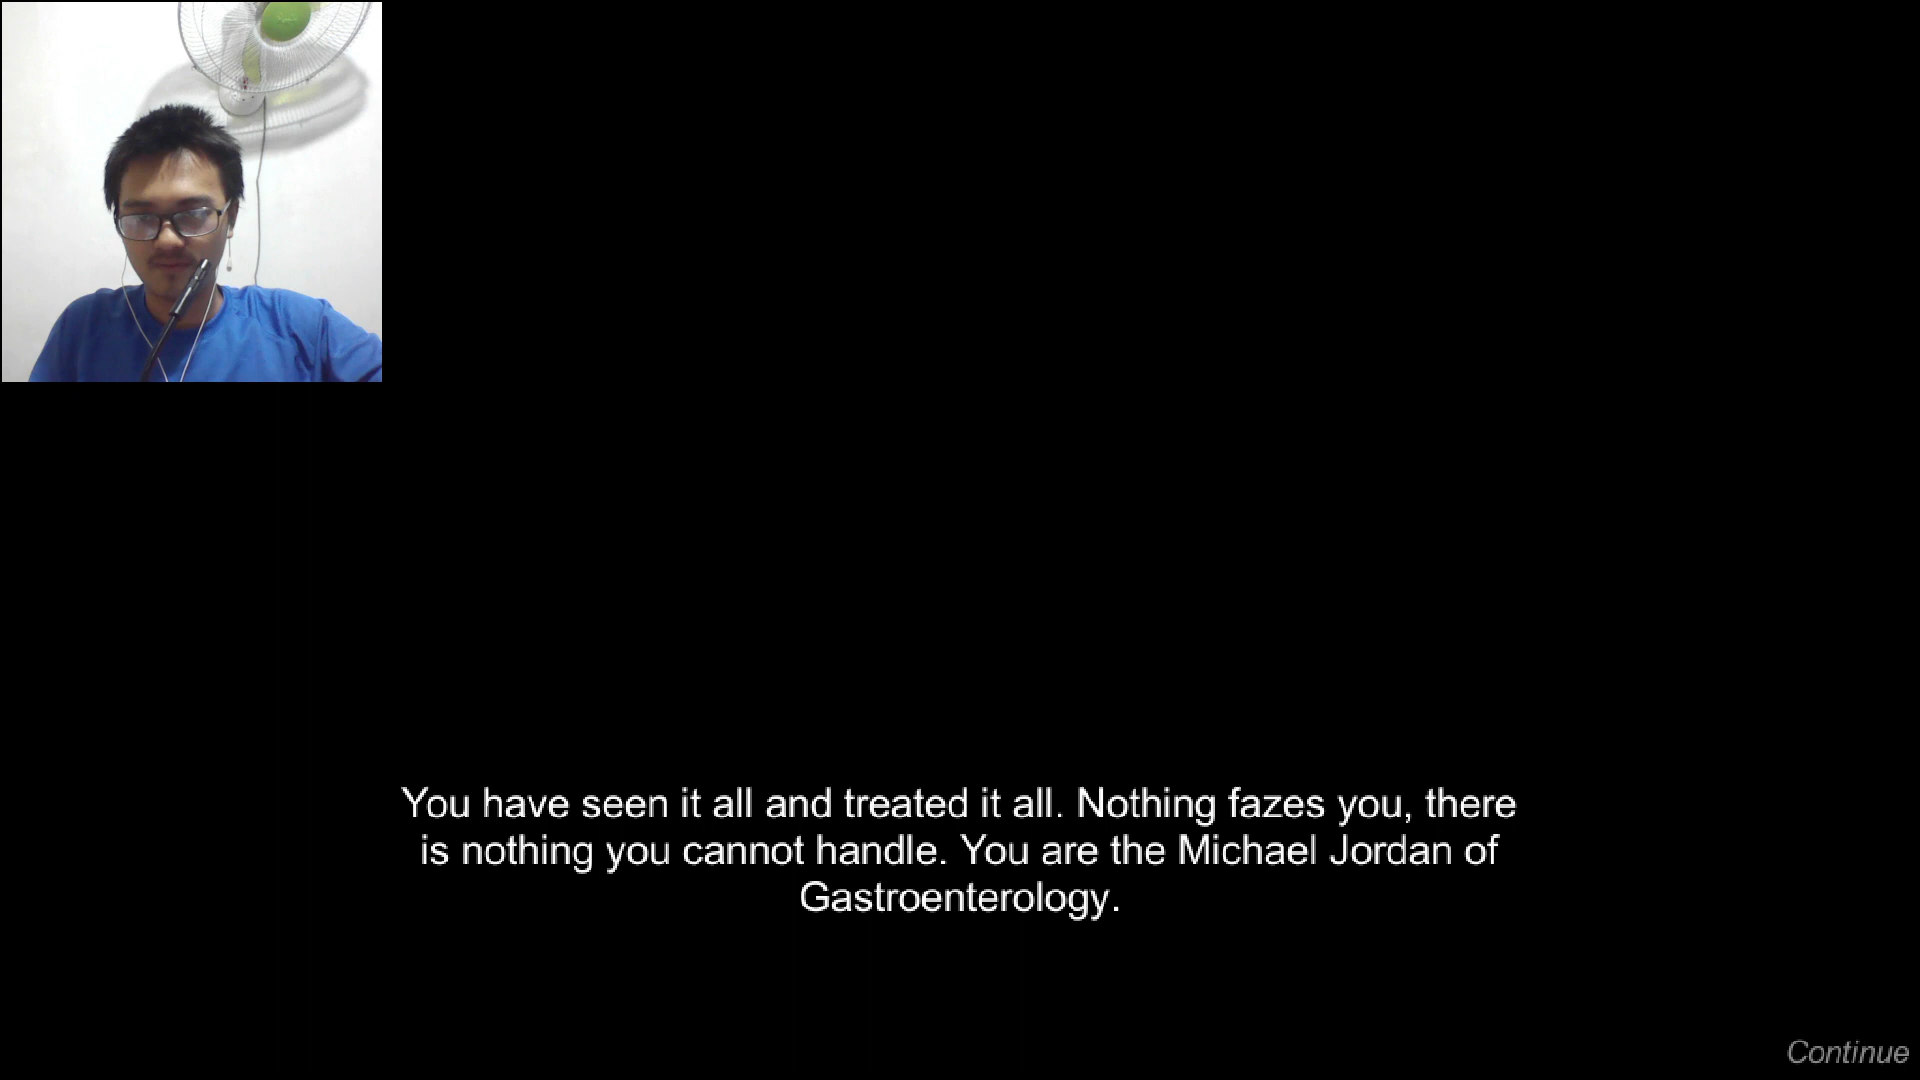 You have seen it all and treated it all. Nothing fazes you, there
is nothing you cannot handle. You are the Michael Jordan of
Gastroenterology.
Continue